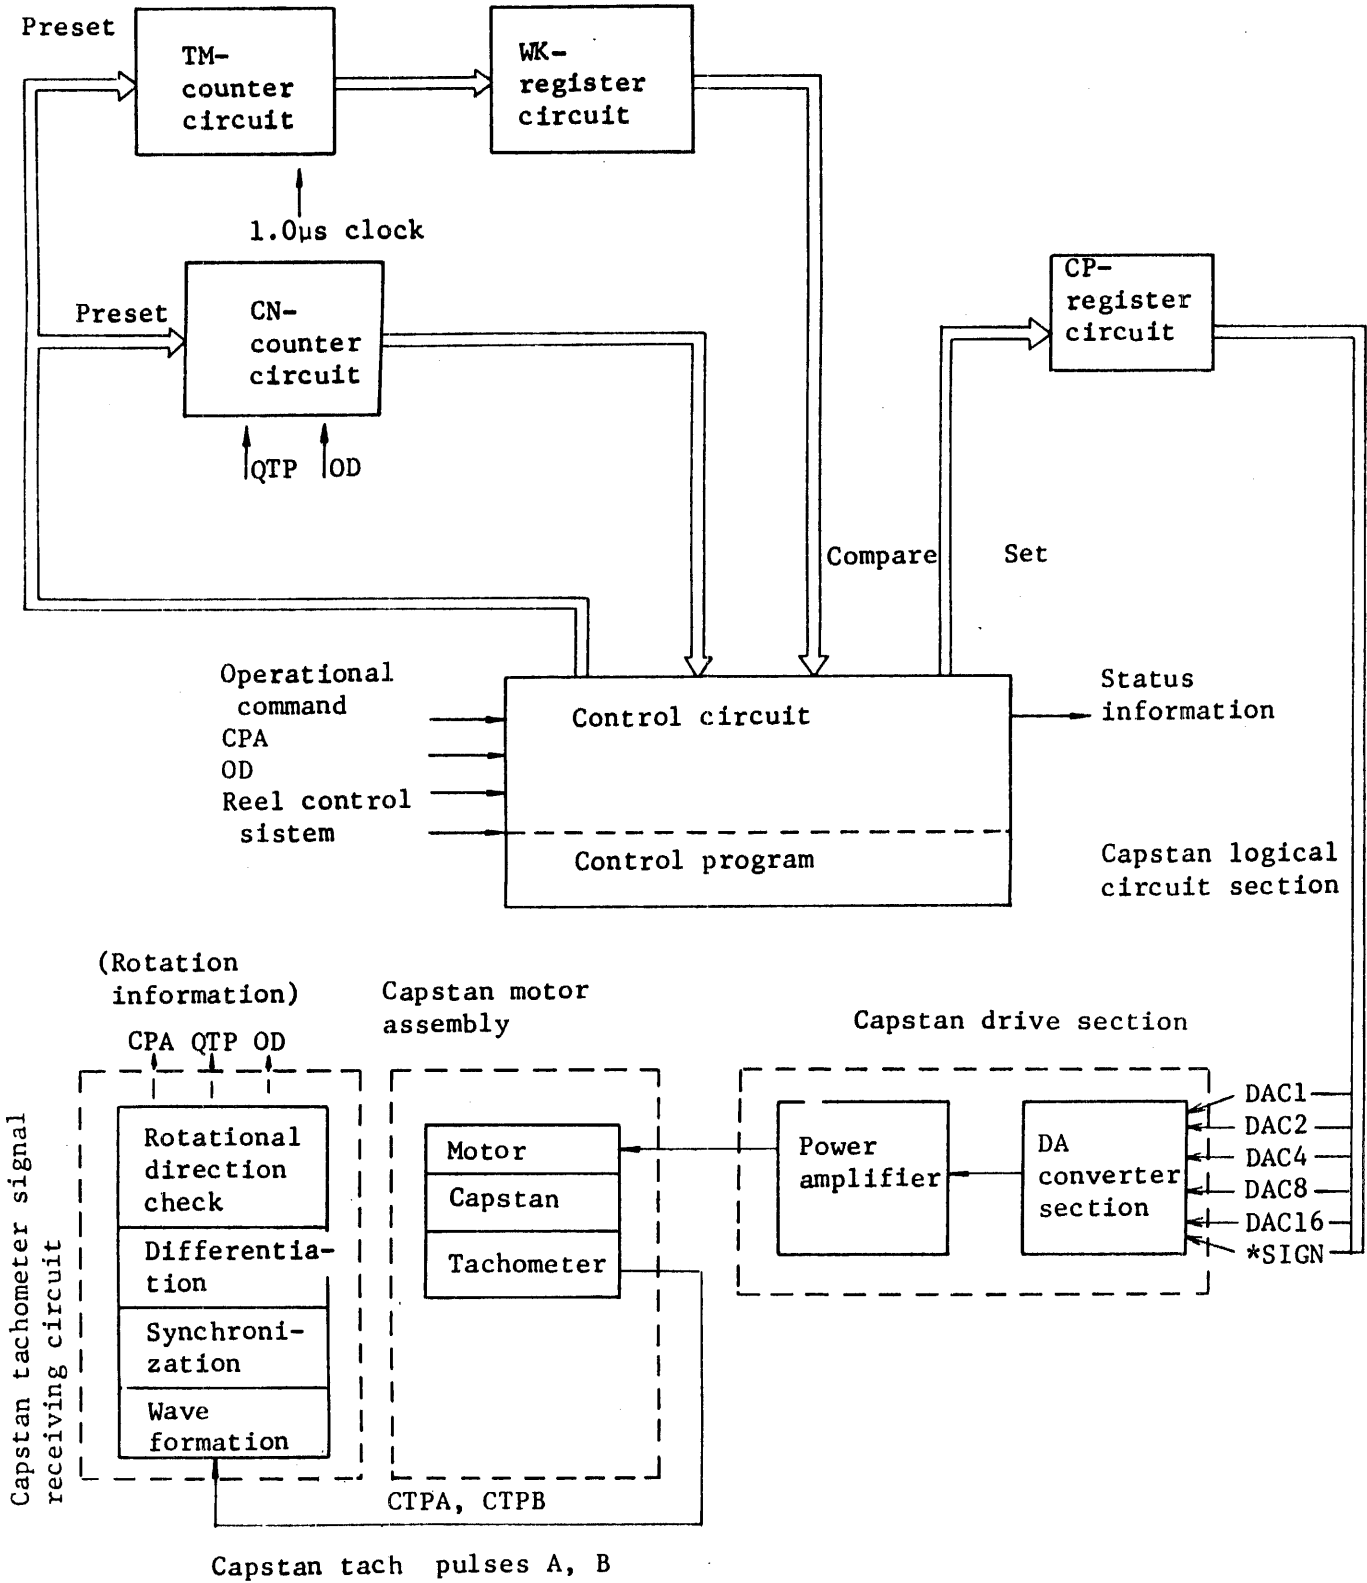 Preset
TM-
counter
circuit
WK-
register
circuit
1.0µs clock
Preset
CN-
counter
circuit
QTP
OD
CP-
register
circuit
Compare
Set
Operational
command
CPA
OD
Reel control
sistem
Control circuit
Control program
Status
information
Capstan logical
circuit section
(Rotation
information)
CPA QTP OD
Capstan tachometer signal
receiving circuit
Rotational
direction
check
Differentia-
tion
Synchroni-
zation
Wave
formation
Capstan motor
assembly
Motor
Capstan
Tachometer
CTPA, CTPB
Capstan tach pulses A, B
Capstan drive section
Power
amplifier
DA
converter
section
DAC1
DAC2
DAC4
DAC8
DAC16
*SIGN